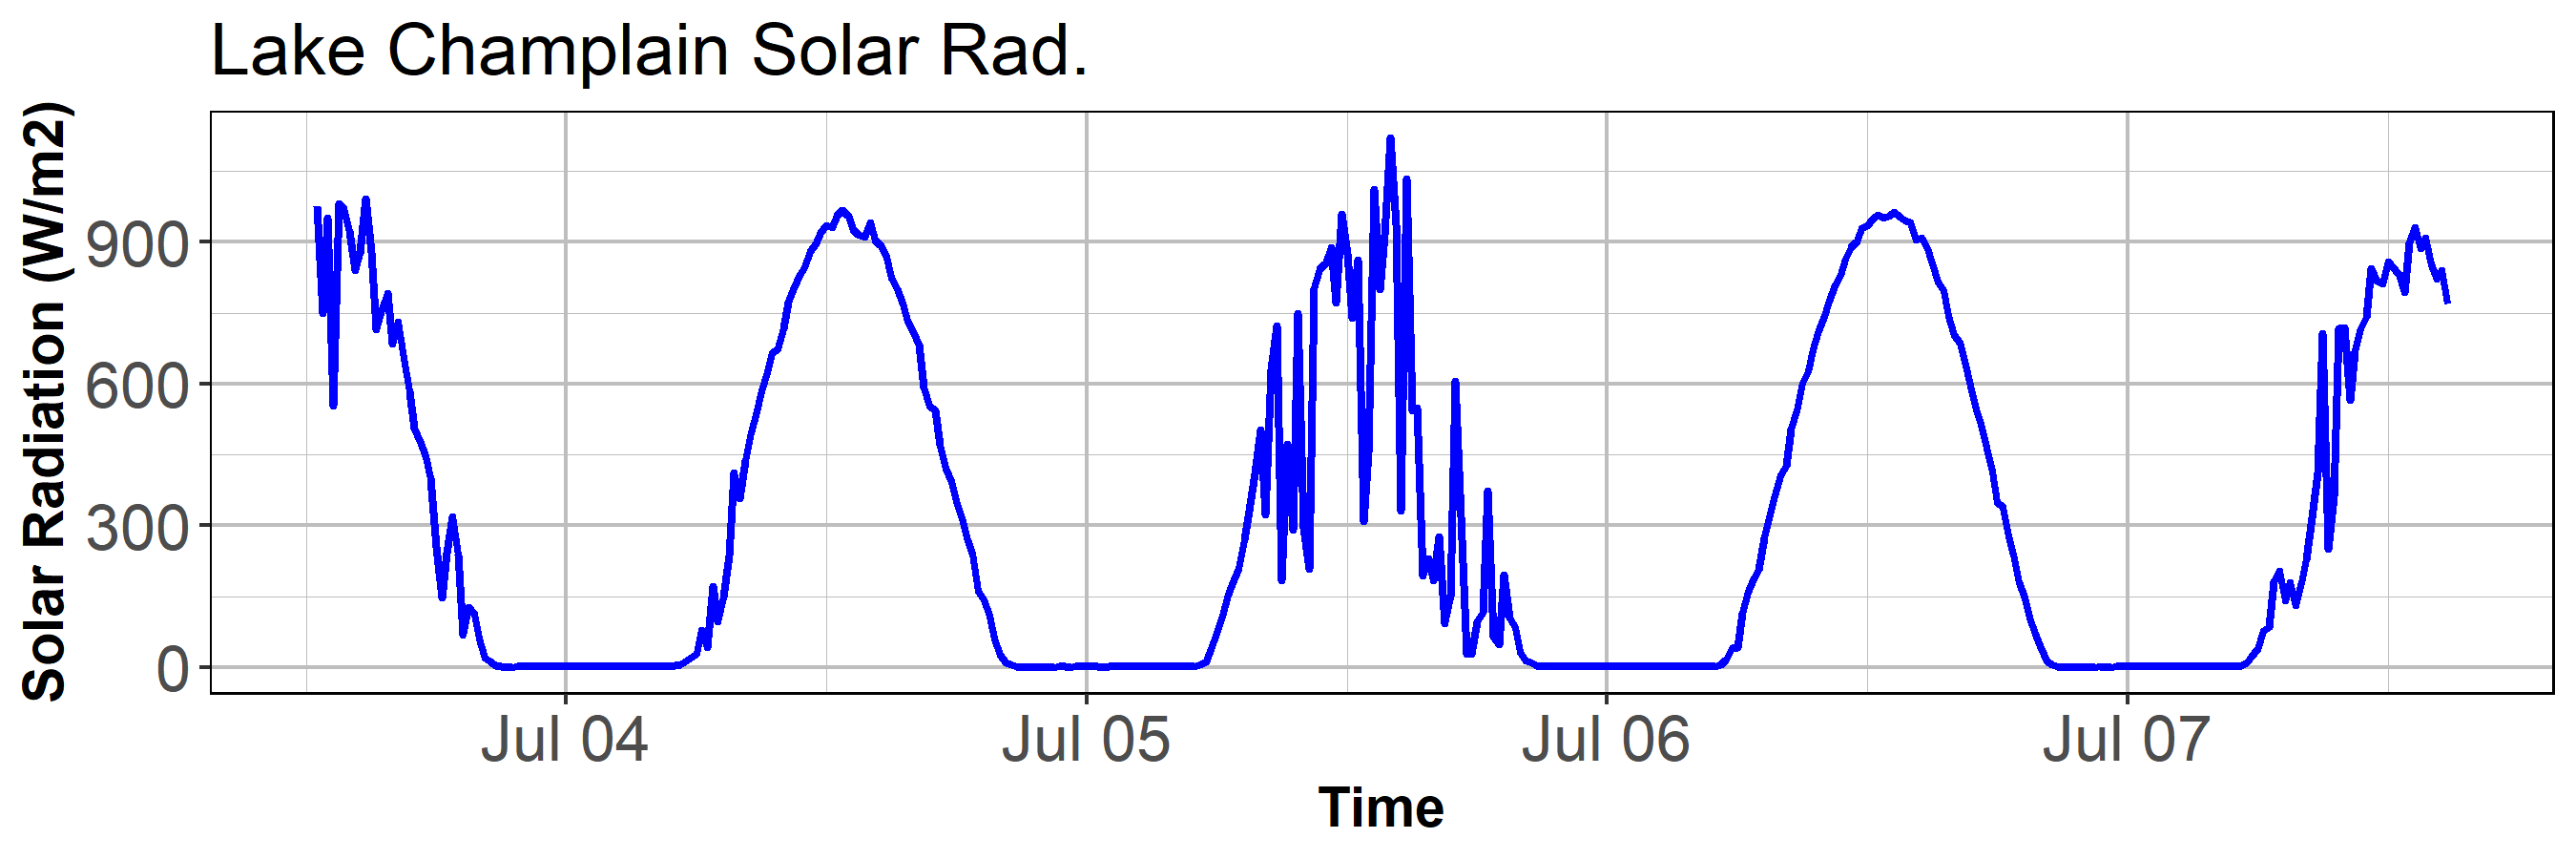 Lake Champlain Solar Rad.
Solar Radiation (W/m2)
900
600
300
0
Jul 04 Jul 05 Jul 06 Jul 07
Time